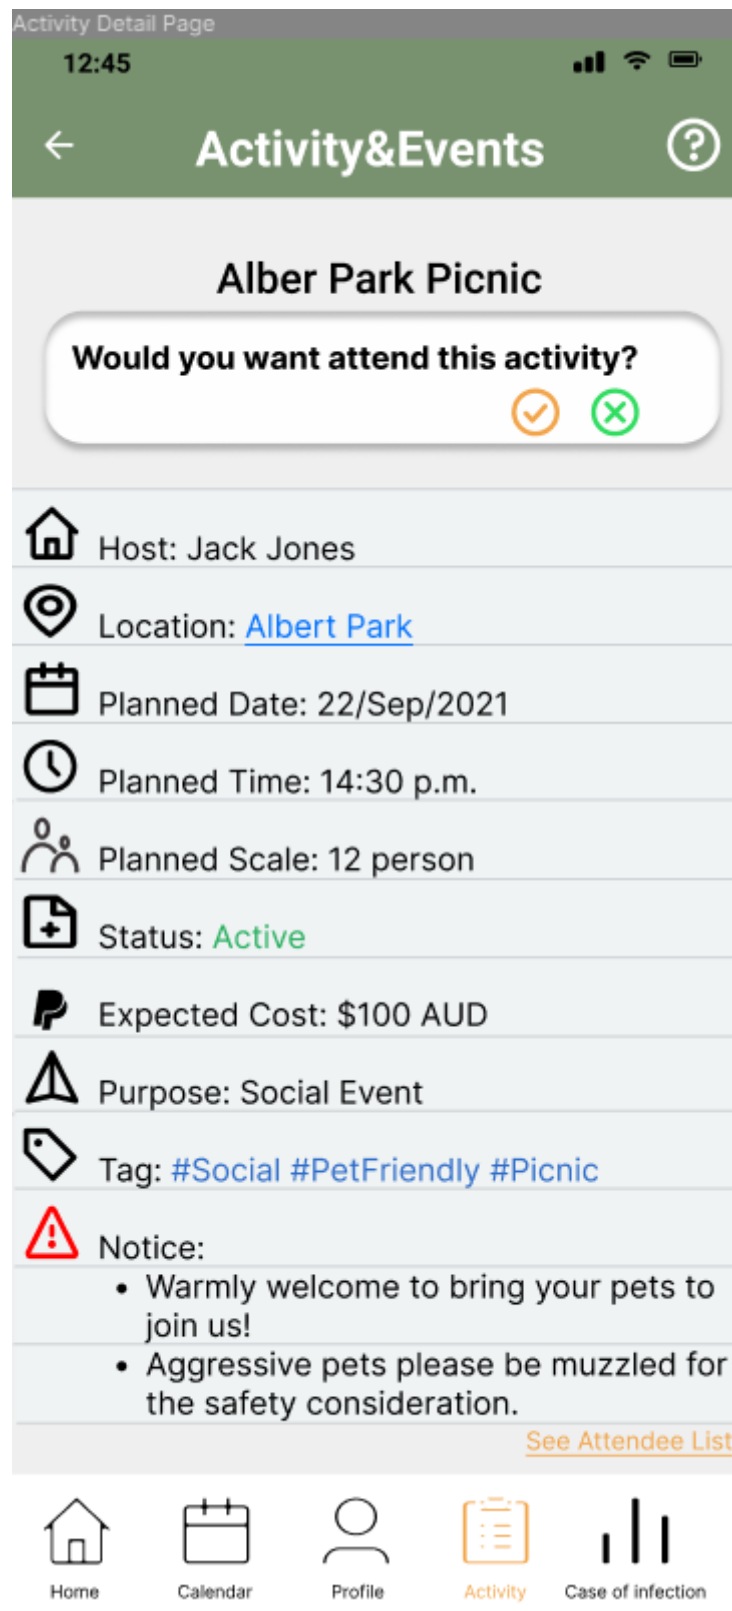 Activity Detail Page
12:45
Activity&Events
Alber Park Picnic
Would you want attend this activity?
Host: Jack Jones
Location: Albert Park
Planned Date: 22/Sep/2021
Planned Time: 14:30 p.m.
Planned Scale: 12 person
Status: Active
Expected Cost: $100 AUD
Purpose: Social Event
Tag: #Social #PetFriendly #Picnic
Notice:
• Warmly welcome to bring your pets to
join us!
• Aggressive pets please be muzzled for
the safety consideration.
See Attendee List
Home Calendar Profile Activity Case of infection